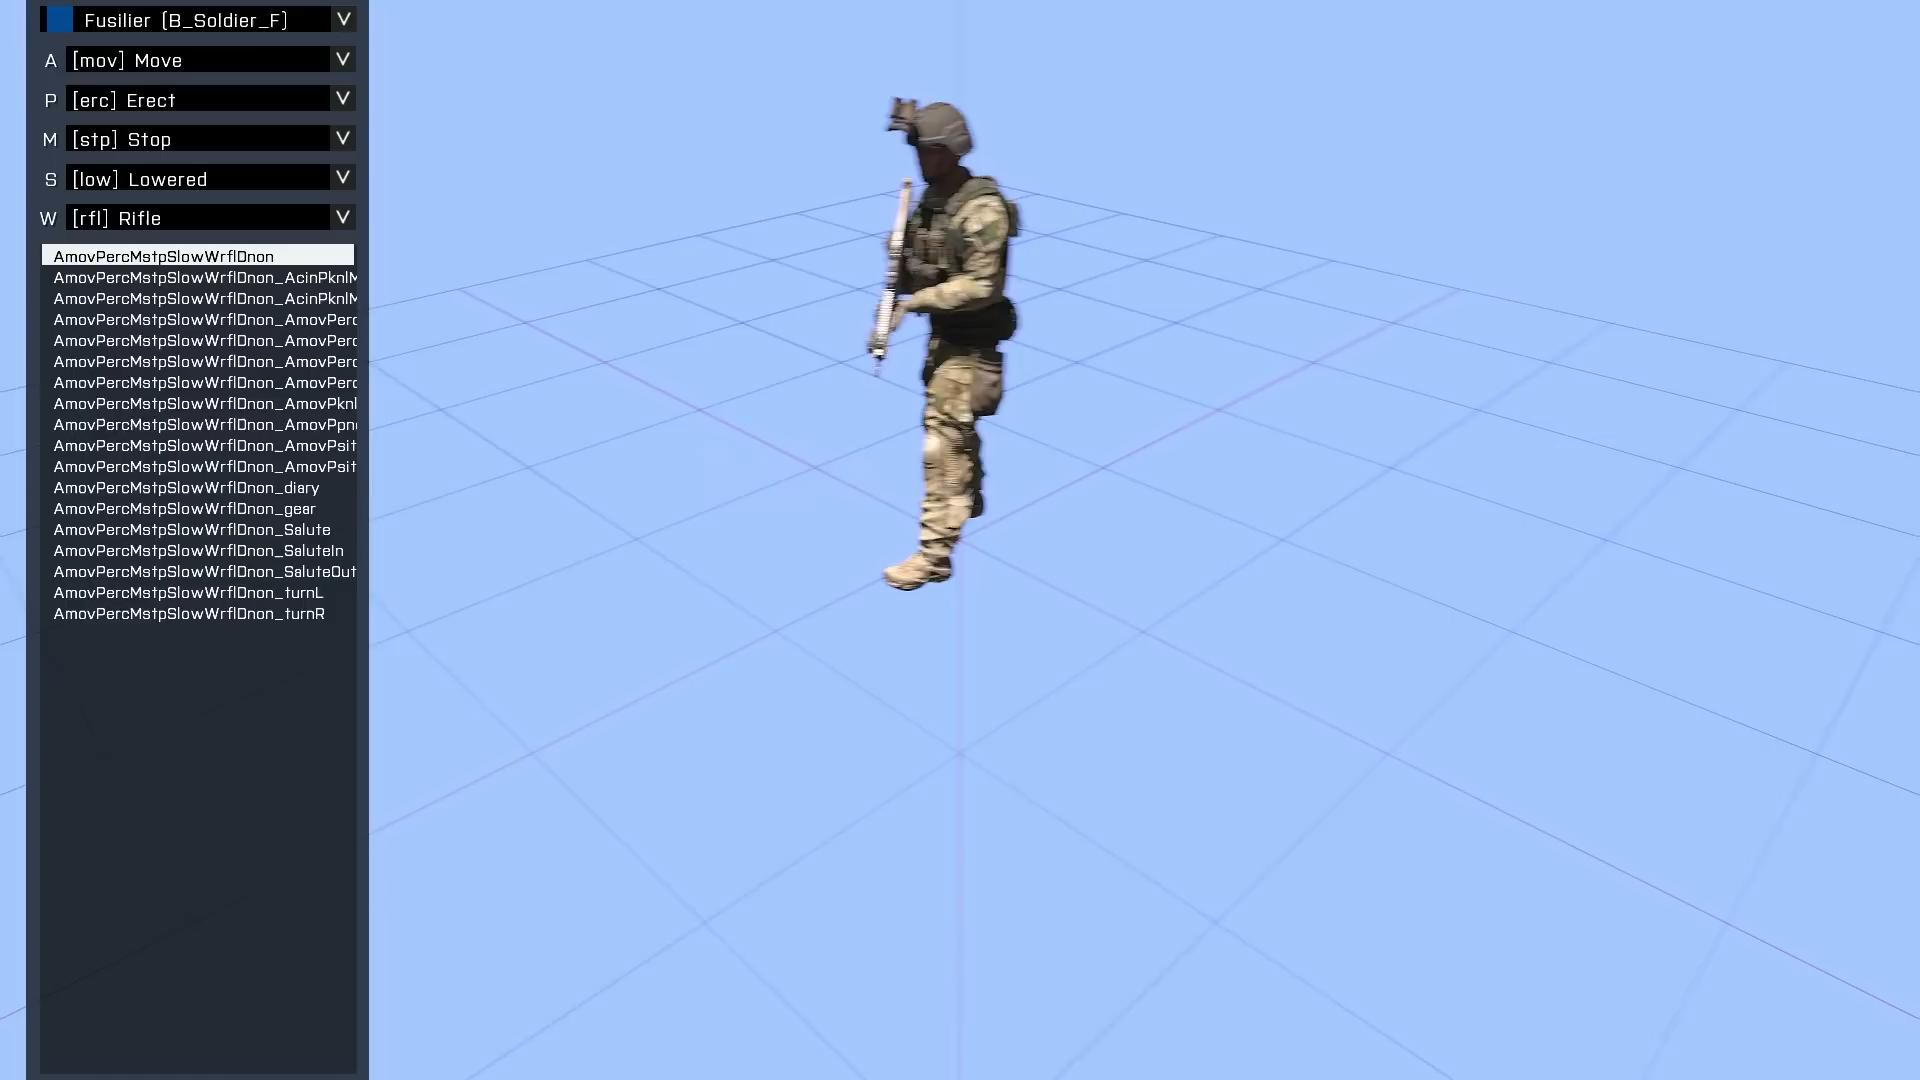 Fusilier (B_Soldier_F) V
A [mov] Move V
P [erc] Erect V
M [stp] Stop V
S [low] Lowered V
W [rfl] Rifle V
AmovPercMstpSlowWrflDnon
AmovPercMstpSlowWrflDnon_AcinPknlM
AmovPercMstpSlowWrflDnon_AcinPknlM
AmovPercMstpSlowWrflDnon_AmovPerc
AmovPercMstpSlowWrflDnon_AmovPerc
AmovPercMstpSlowWrflDnon_AmovPerc
AmovPercMstpSlowWrflDnon_AmovPerc
AmovPercMstpSlowWrflDnon_AmovPknl
AmovPercMstpSlowWrflDnon_AmovPpn
AmovPercMstpSlowWrflDnon_AmovPsit
AmovPercMstpSlowWrflDnon_AmovPsit
AmovPercMstpSlowWrflDnon_diary
AmovPercMstpSlowWrflDnon_gear
AmovPercMstpSlowWrflDnon_Salute
AmovPercMstpSlowWrflDnon_SaluteIn
AmovPercMstpSlowWrflDnon_SaluteOut
AmovPercMstpSlowWrflDnon_turnL
AmovPercMstpSlowWrflDnon_turnR